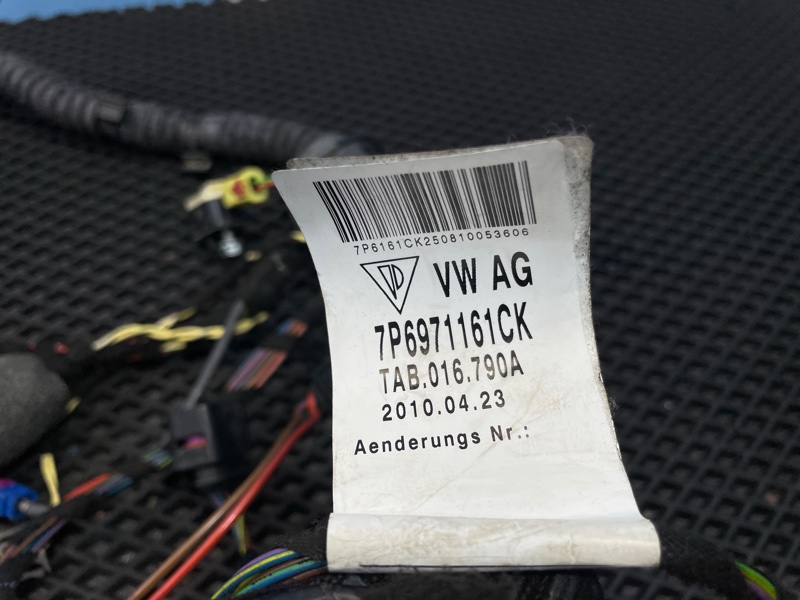 7P6161CK250810053606
VW AG
7P6971161CK
TAB.016.790A
2010.04.23
Aenderungs Nr.: